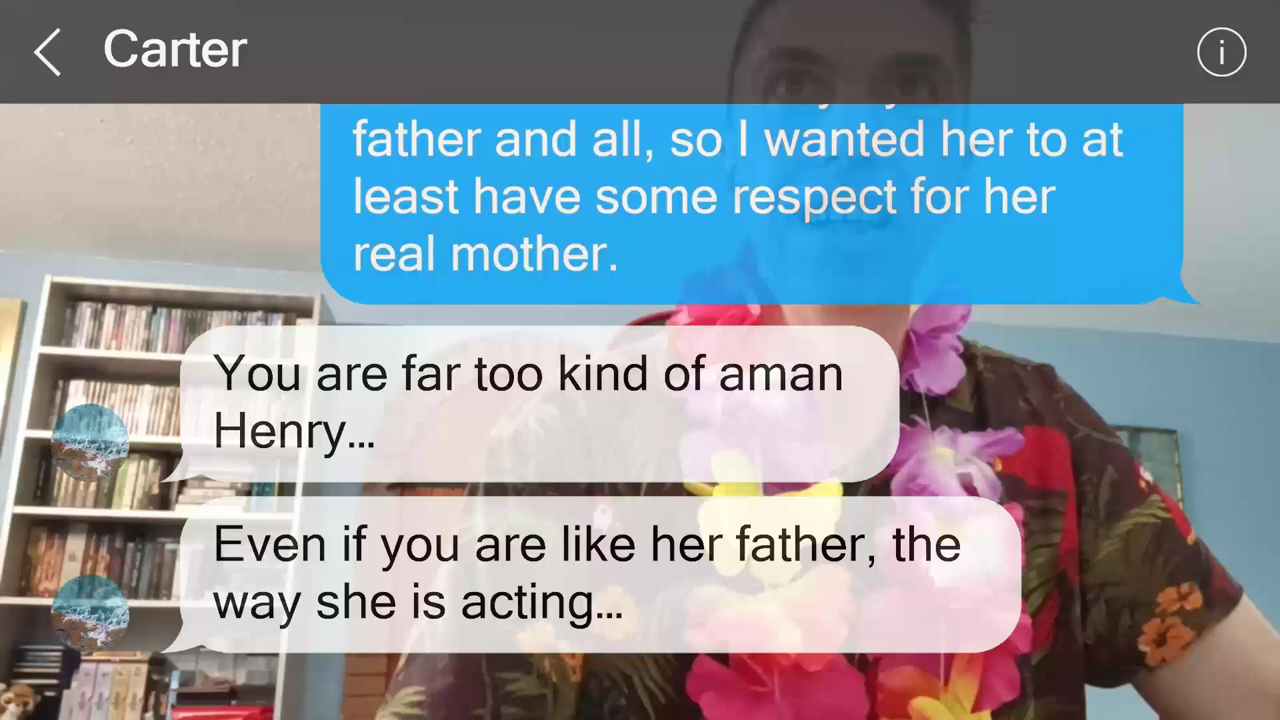 Carter
i
father and all, so I wanted her to at
least have some respect for her
real mother.
You are far too kind of aman
Henry...
Even if you are like her father, the
way she is acting...